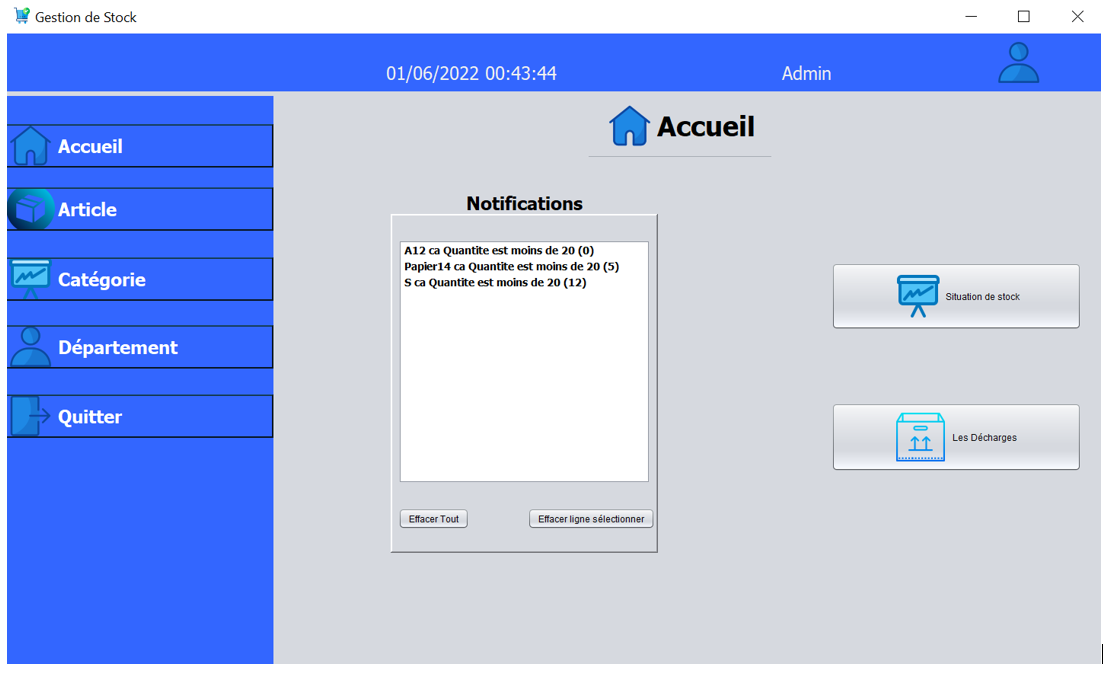 Gestion de Stock
01/06/2022 00:43:44
Admin
Accueil
Article
Catégorie
Département
Quitter
Accueil
Notifications
A12 ca Quantite est moins de 20 (0)
Papier14 ca Quantite est moins de 20 (5)
S ca Quantite est moins de 20 (12)
Effacer Tout
Effacer ligne sélectionner
Situation de stock
Les Décharges